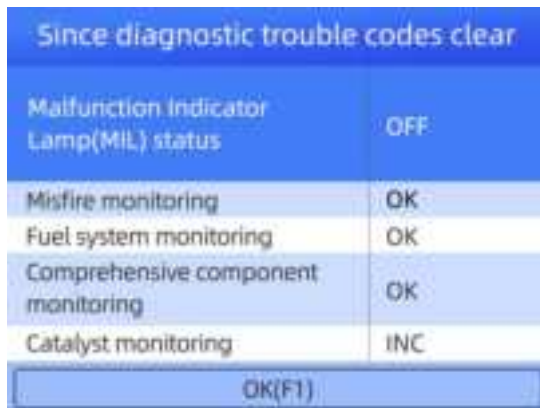 Since diagnostic trouble codes clear
Malfunction Indicator
Lamp(MIL) status
OFF
Misfire monitoring
OK
Fuel system monitoring
OK
Comprehensive component
monitoring
OK
Catalyst monitoring
INC
OK(F1)